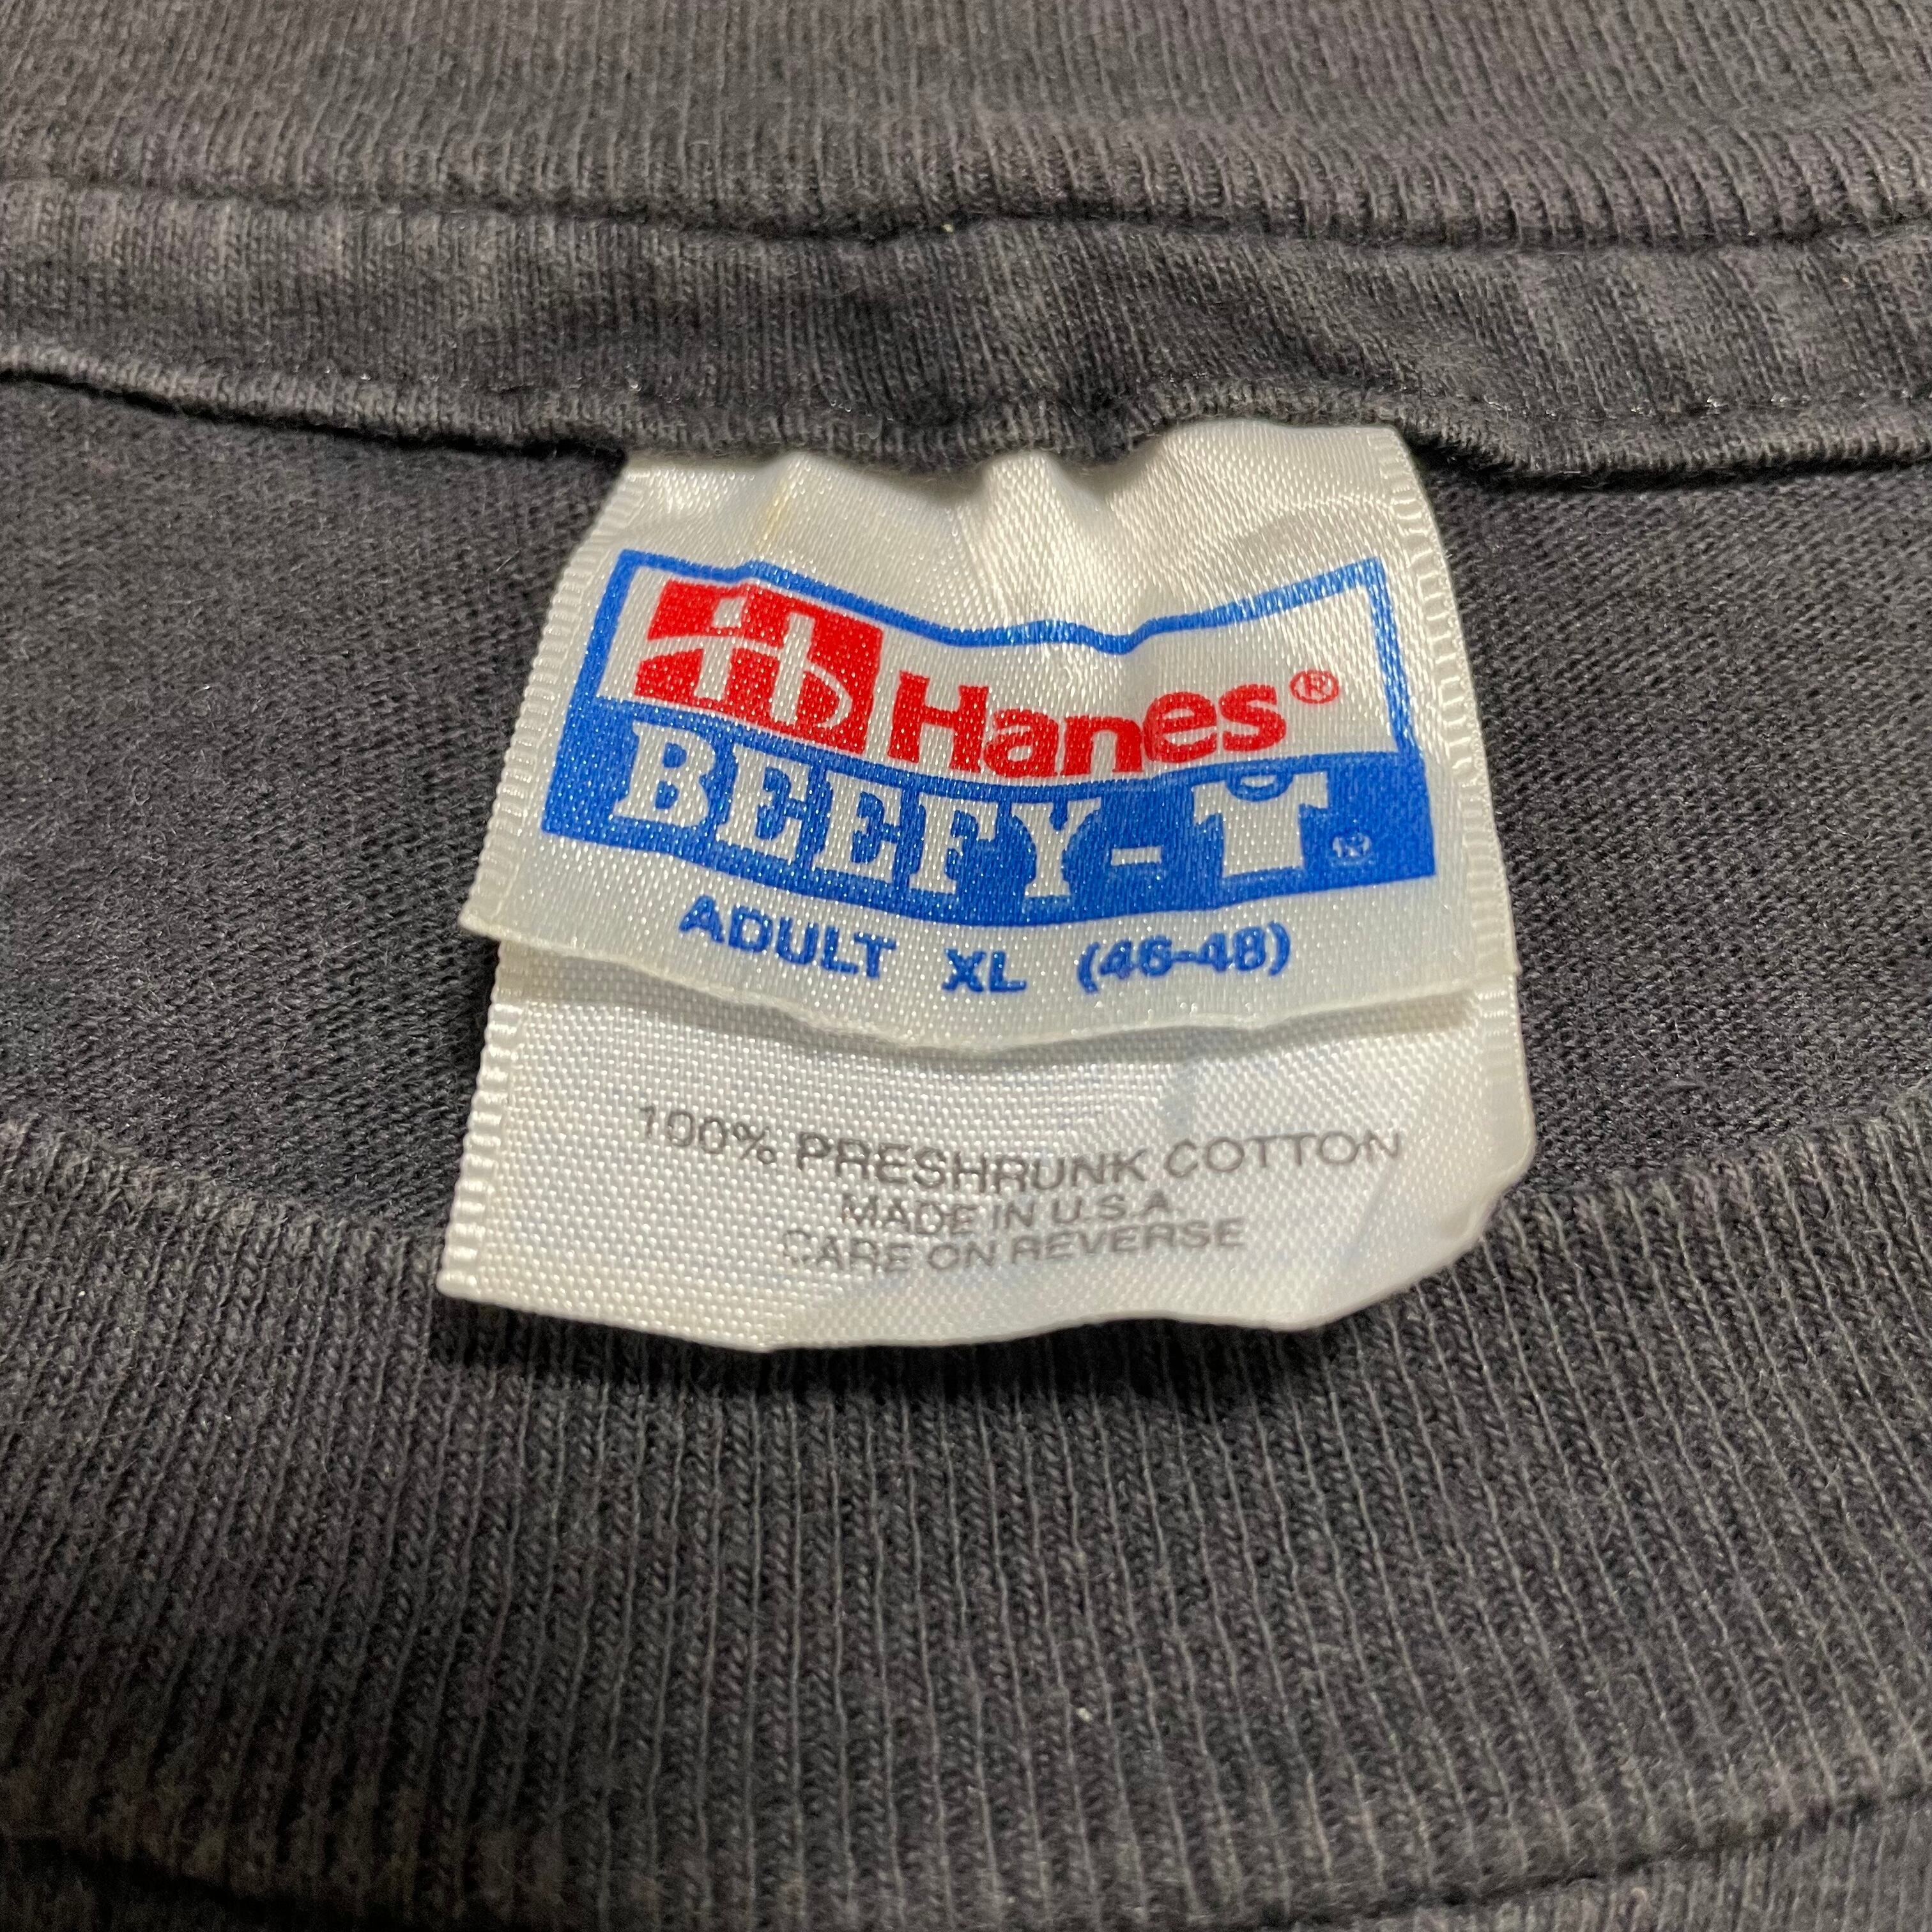 Hanes®
BEEFY-T®
ADULT XL (46-48)
100% PRESHRUNK COTTON
MADE IN U.S.A.
CARE ON REVERSE